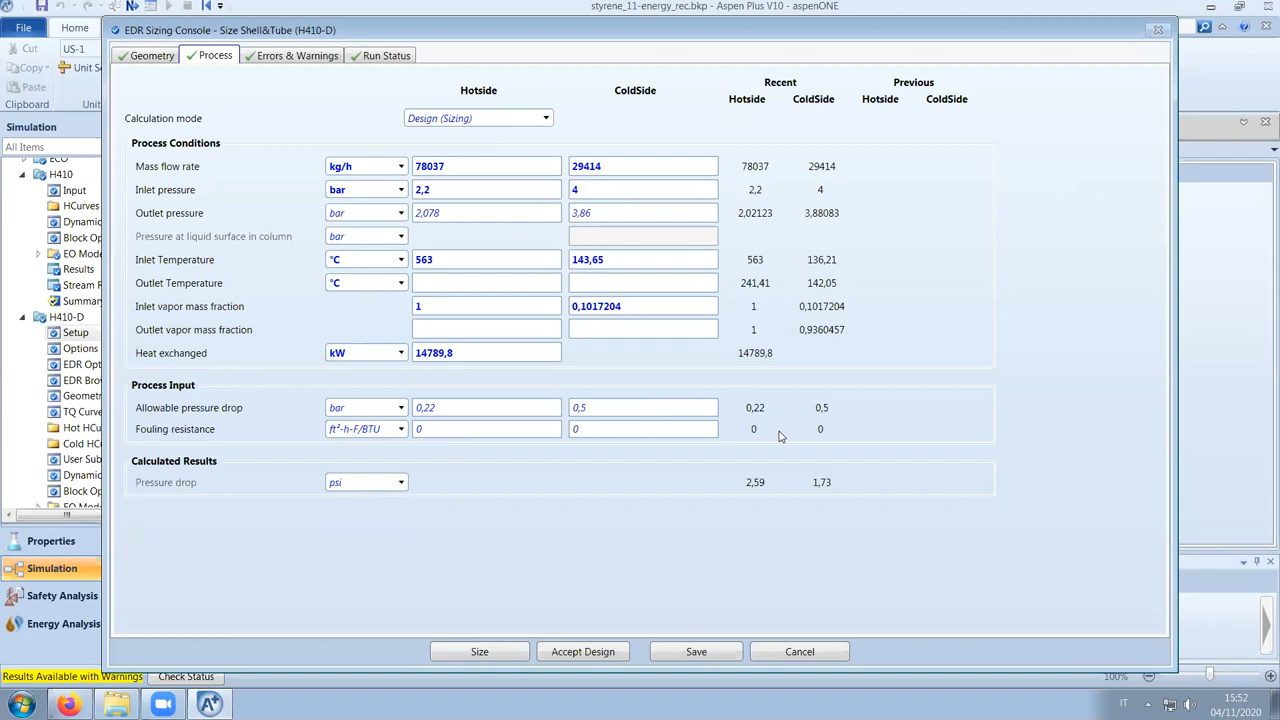 styrene_11-energy_rec.bkp - Aspen Plus V10 - aspenONE
File Home
EDR Sizing Console - Size Shell&Tube (H410-D)
Cut US-1
Copy Unit Se
Paste
Clipboard Unit
Geometry Process Errors & Warnings Run Status
Recent Previous
Hotside ColdSide Hotside ColdSide Hotside ColdSide
Calculation mode Design (Sizing)
Process Conditions
Mass flow rate kg/h 78037 29414 78037 29414
Inlet pressure bar 2,2 4 2,2 4
Outlet pressure bar 2,078 3,86 2,02123 3,88083
Pressure at liquid surface in column bar
Inlet Temperature °C 563 143,65 563 136,21
Outlet Temperature °C 241,41 142,05
Inlet vapor mass fraction 1 0,1017204 1 0,1017204
Outlet vapor mass fraction 1 0,9360457
Heat exchanged kW 14789,8 14789,8
Process Input
Allowable pressure drop bar 0,22 0,5 0,22 0,5
Fouling resistance ft²-h-F/BTU 0 0 0 0
Calculated Results
Pressure drop psi 2,59 1,73
Size Accept Design Save Cancel
Simulation
All Items
ECO
H410
Input
HCurves
Dynamic
Block Op
EO Mode
Results
Stream R
Summar
H410-D
Setup
Options
EDR Opt
EDR Brov
Geometr
TQ Curve
Hot HCu
Cold HC
User Sub
Dynamic
Block Op
EO Mode
Properties
Simulation
Safety Analysis
Energy Analysis
Results Available with Warnings Check Status 100%
IT 15:52
04/11/2020